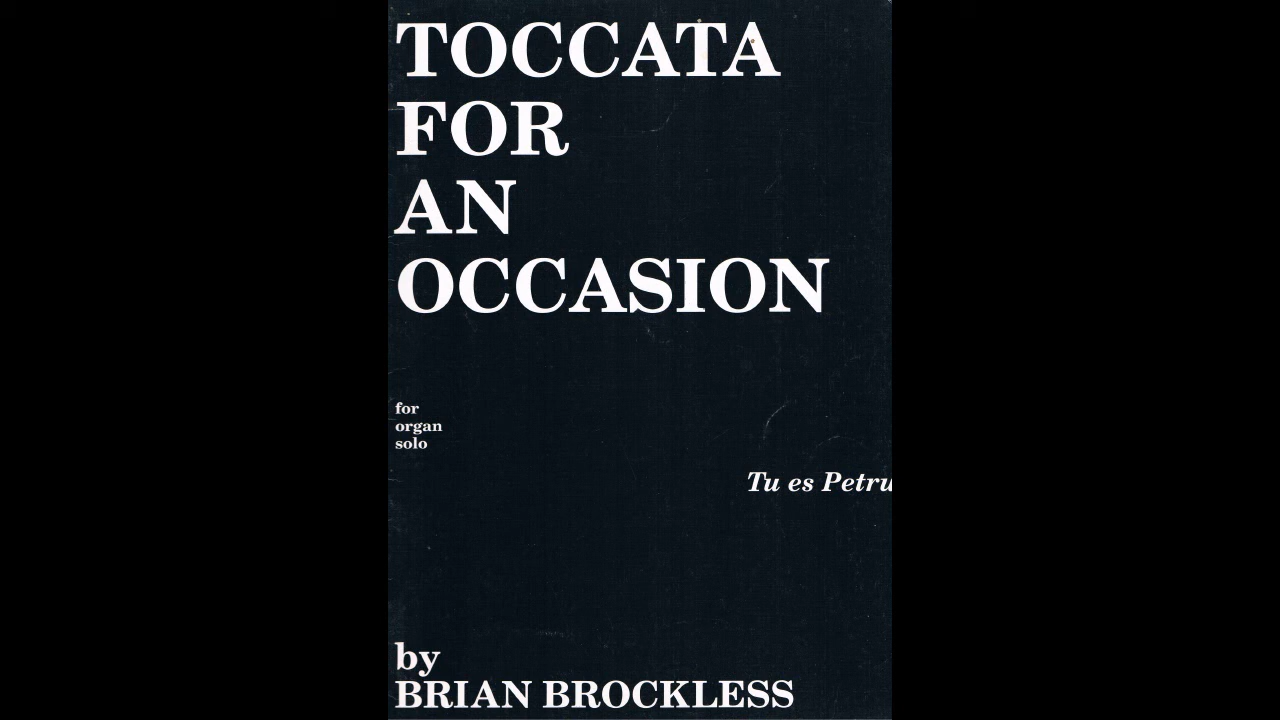 TOCCATA
FOR
AN
OCCASION
for
organ
solo
Tu es Petru
by
BRIAN BROCKLESS